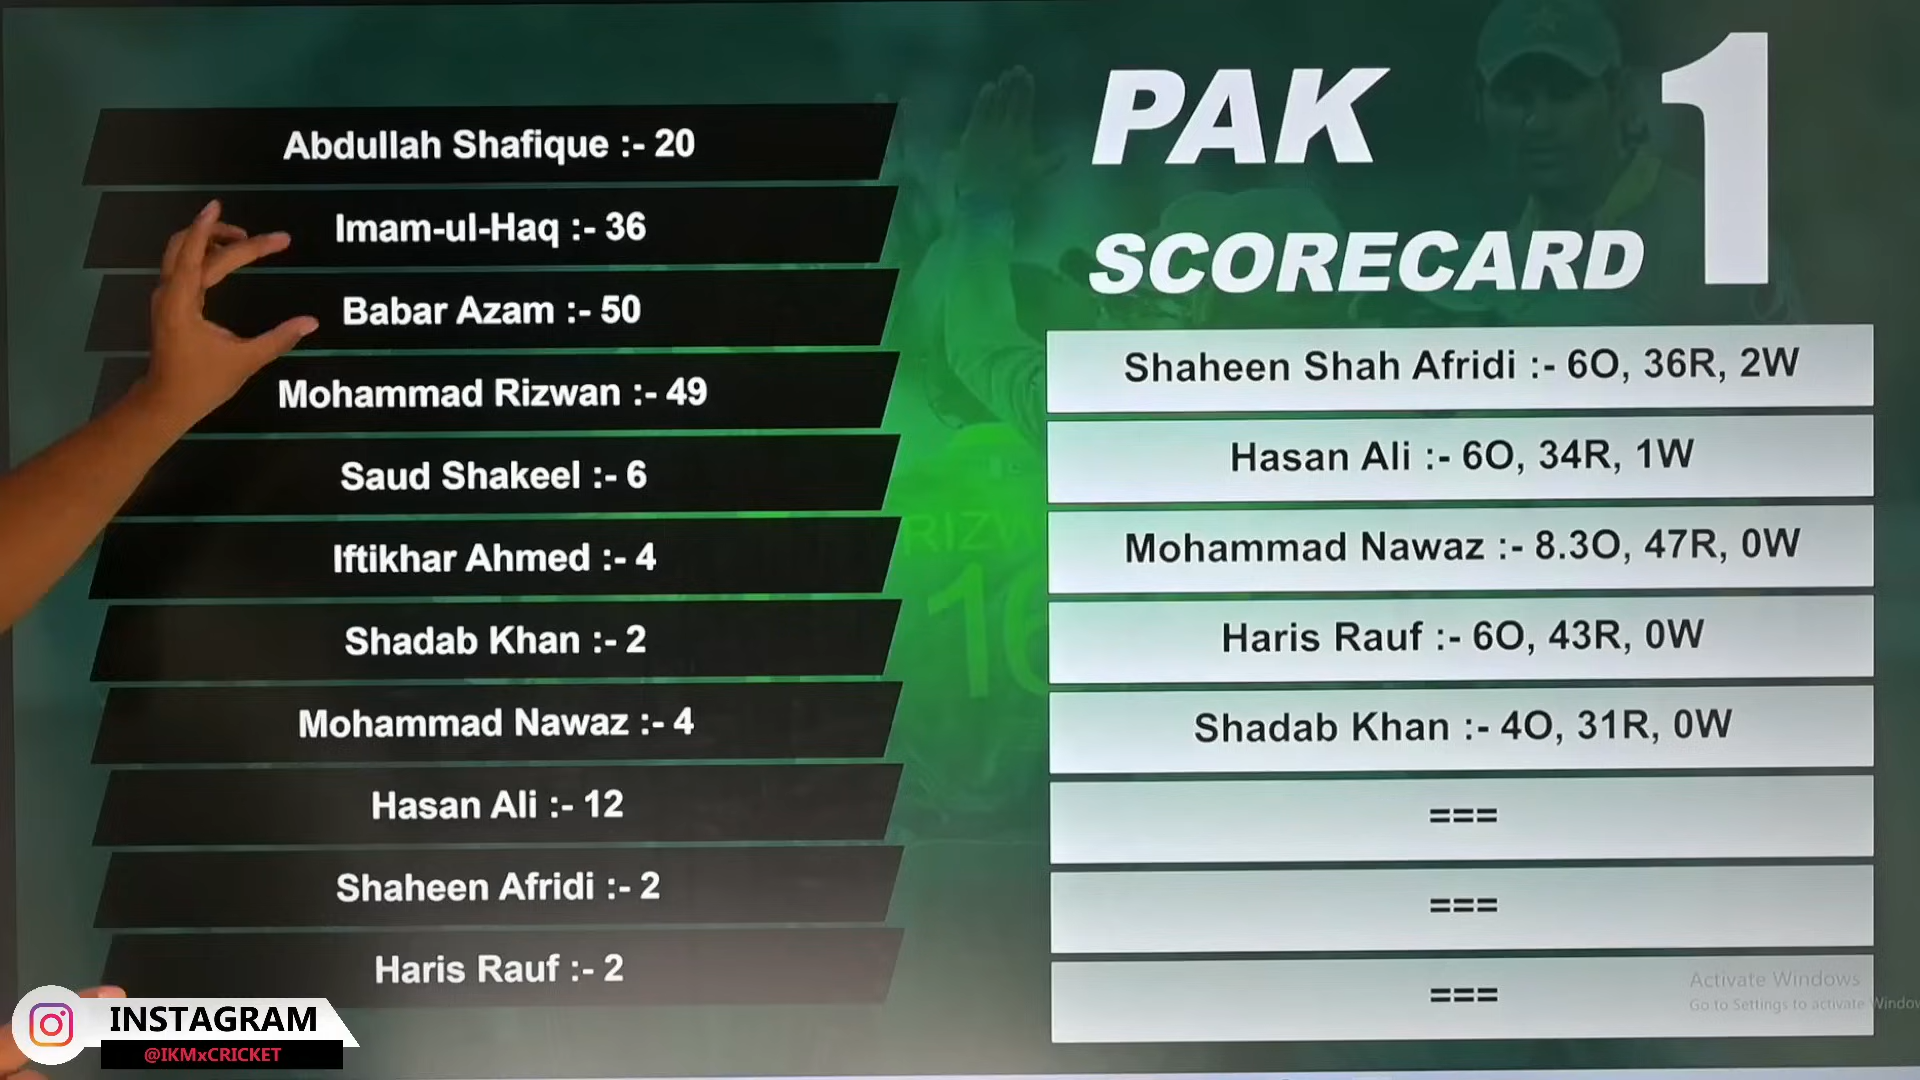 Abdullah Shafique :- 20
Imam-ul-Haq :- 36
Babar Azam :- 50
Mohammad Rizwan :- 49
Saud Shakeel :- 6
Iftikhar Ahmed :- 4
Shadab Khan :- 2
Mohammad Nawaz :- 4
Hasan Ali :- 12
Shaheen Afridi :- 2
Haris Rauf :- 2
PAK
SCORECARD
1
Shaheen Shah Afridi :- 6O, 36R, 2W
Hasan Ali :- 6O, 34R, 1W
Mohammad Nawaz :- 8.3O, 47R, 0W
Haris Rauf :- 6O, 43R, 0W
Shadab Khan :- 4O, 31R, 0W
===
===
===
RIZW
16
Activate Windows
Go to Settings to activate Window
INSTAGRAM
@IKMxCRICKET